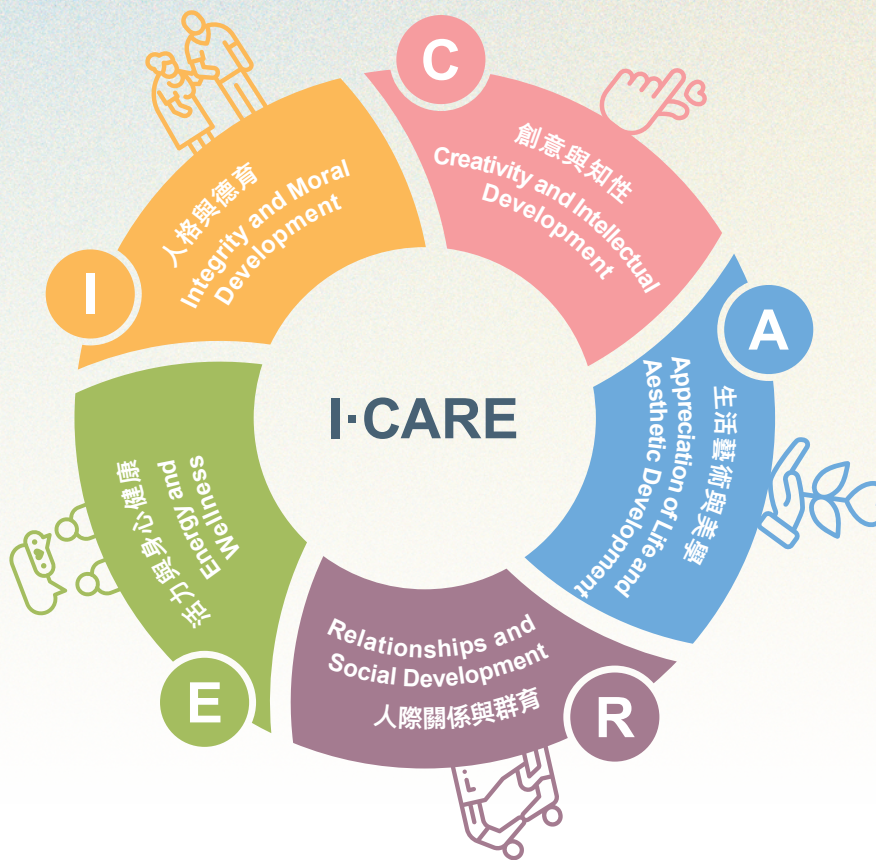 I·CARE
I
人格與德育
Integrity and Moral
Development
C
創意與知性
Creativity and Intellectual
Development
A
生活藝術與美學
Appreciation of Life and
Aesthetic Development
R
Relationships and
Social Development
人際關係與群育
E
活力與身心健康
Energy and
Wellness